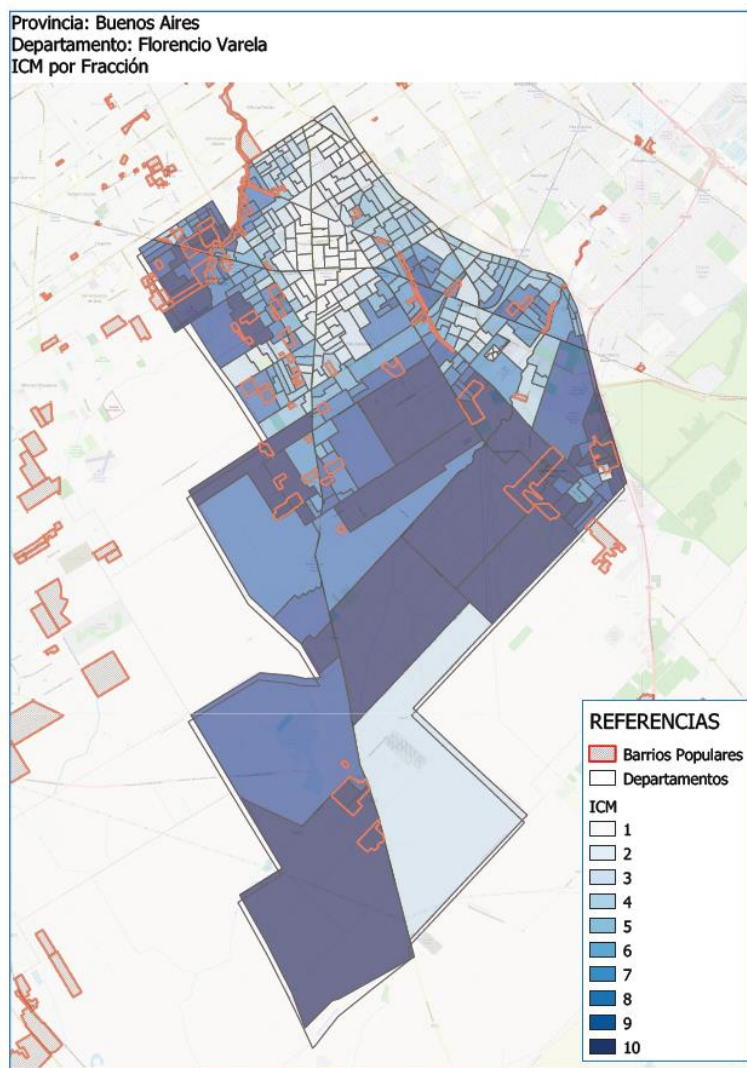 Provincia: Buenos Aires
Departamento: Florencio Varela
ICM por Fracción
REFERENCIAS
Barrios Populares
Departamentos
ICM
1
2
3
4
5
6
7
8
9
10